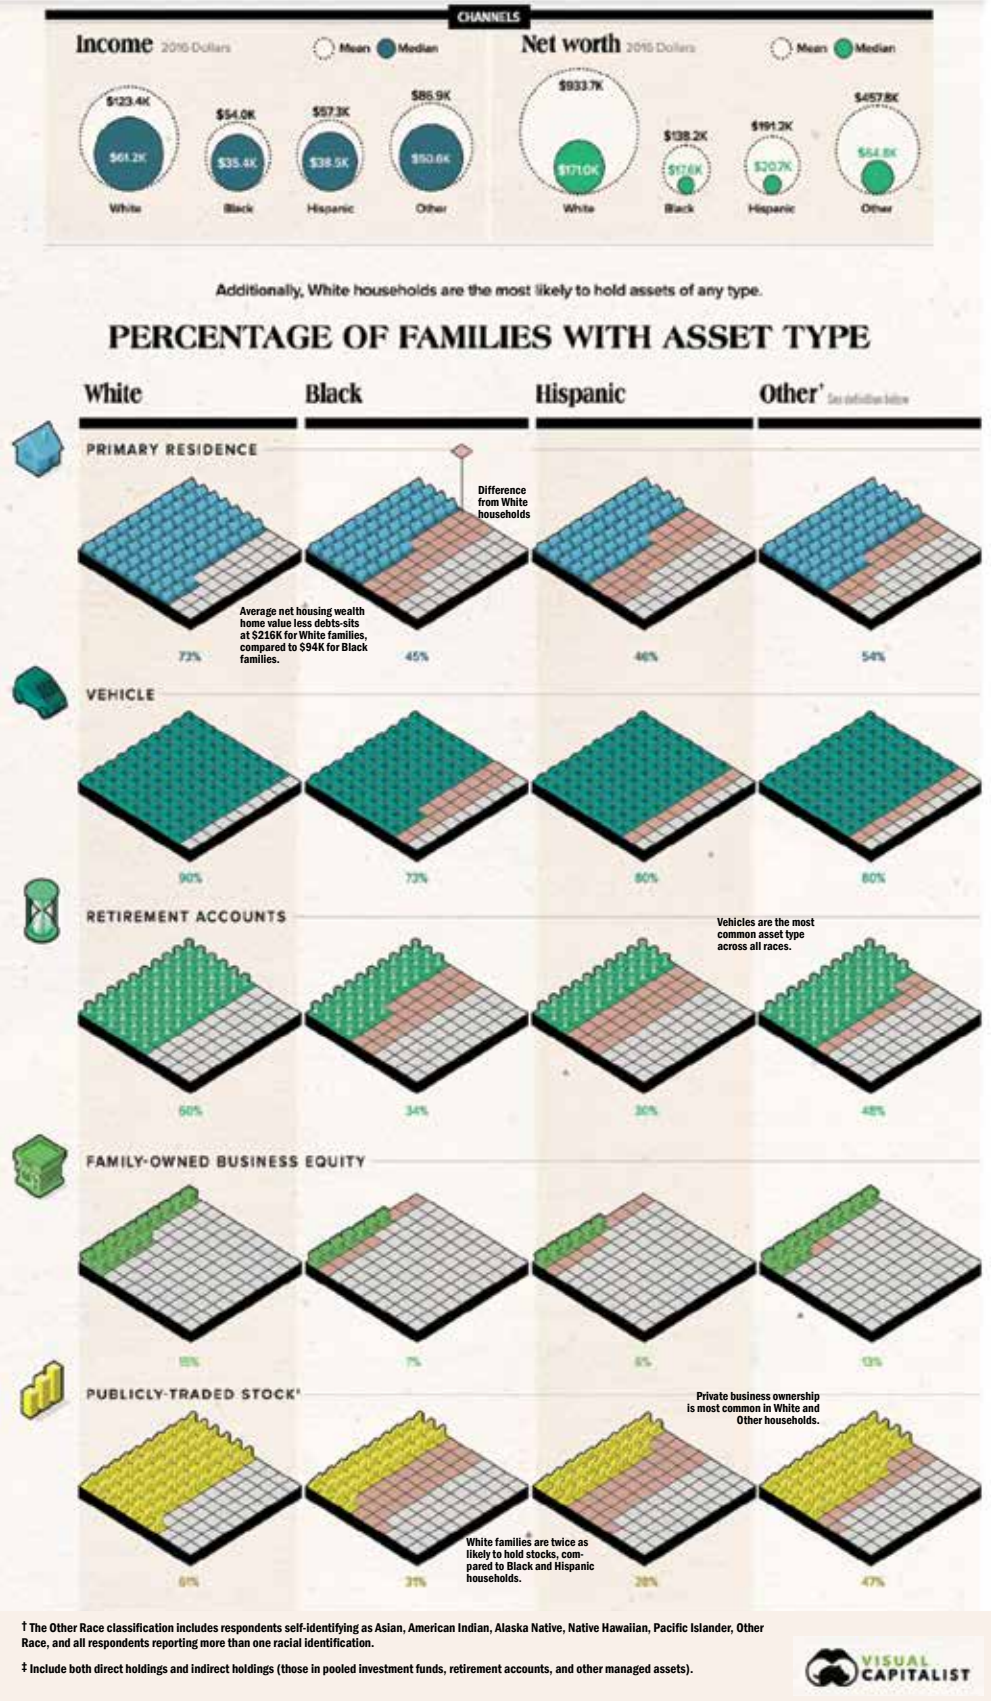 CHANNELS
Income 2016 Dollars
Mean Median
$123.4K
$54.0K
$57.3K
$86.9K
$61.2K
$35.4K
$38.5K
$50.6K
White
Black
Hispanic
Other
Net worth 2016 Dollars
Mean Median
$933.7K
$138.2K
$191.2K
$457.8K
$171.0K
$17.6K
$20.7K
$64.8K
White
Black
Hispanic
Other
Additionally, White households are the most likely to hold assets of any type.
PERCENTAGE OF FAMILIES WITH ASSET TYPE
White
Black
Hispanic
Other† See definition below
PRIMARY RESIDENCE
Difference
from White
households
Average net housing wealth
home value less debts-sits
at $216K for White families,
compared to $94K for Black
families.
73%
45%
46%
54%
VEHICLE
90%
73%
80%
80%
RETIREMENT ACCOUNTS
Vehicles are the most
common asset type
across all races.
60%
34%
30%
48%
FAMILY-OWNED BUSINESS EQUITY
15%
7%
6%
13%
PUBLICLY-TRADED STOCK‡
Private business ownership
is most common in White and
Other households.
White families are twice as
likely to hold stocks, com-
pared to Black and Hispanic
households.
61%
31%
28%
47%
† The Other Race classification includes respondents self-identifying as Asian, American Indian, Alaska Native, Native Hawaiian, Pacific Islander, Other
Race, and all respondents reporting more than one racial identification.
‡ Include both direct holdings and indirect holdings (those in pooled investment funds, retirement accounts, and other managed assets).
VISUAL
CAPITALIST